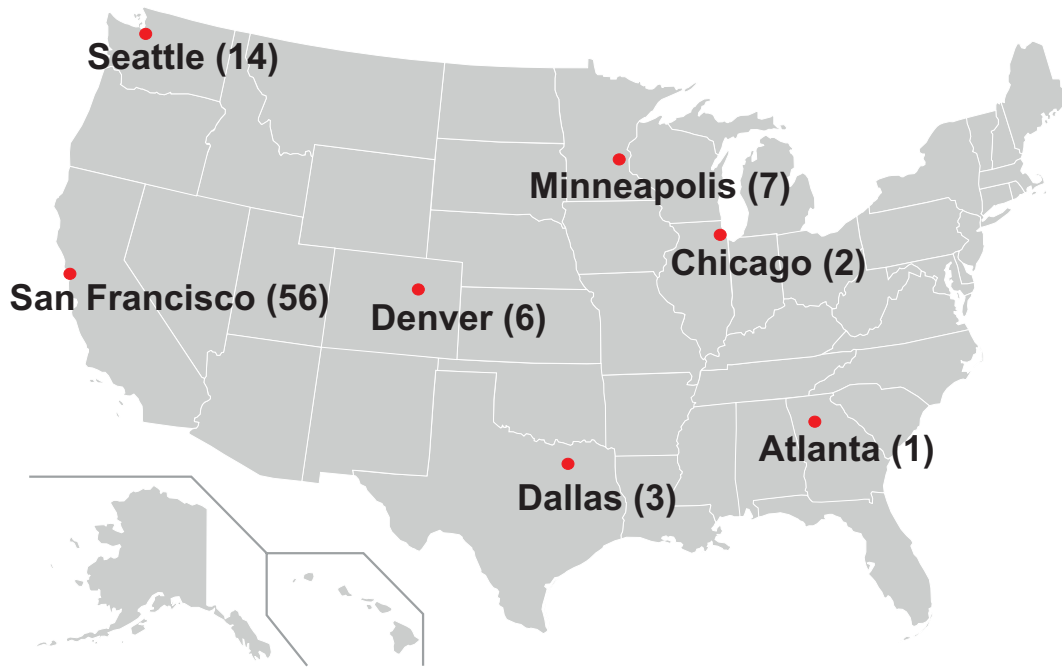 Seattle (14)
Minneapolis (7)
Chicago (2)
San Francisco (56)
Denver (6)
Atlanta (1)
Dallas (3)